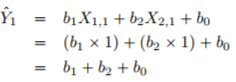 Ŷ₁ = b₁X₁,₁ + b₂X₂,₁ + b₀
= (b₁ × 1) + (b₂ × 1) + b₀
= b₁ + b₂ + b₀